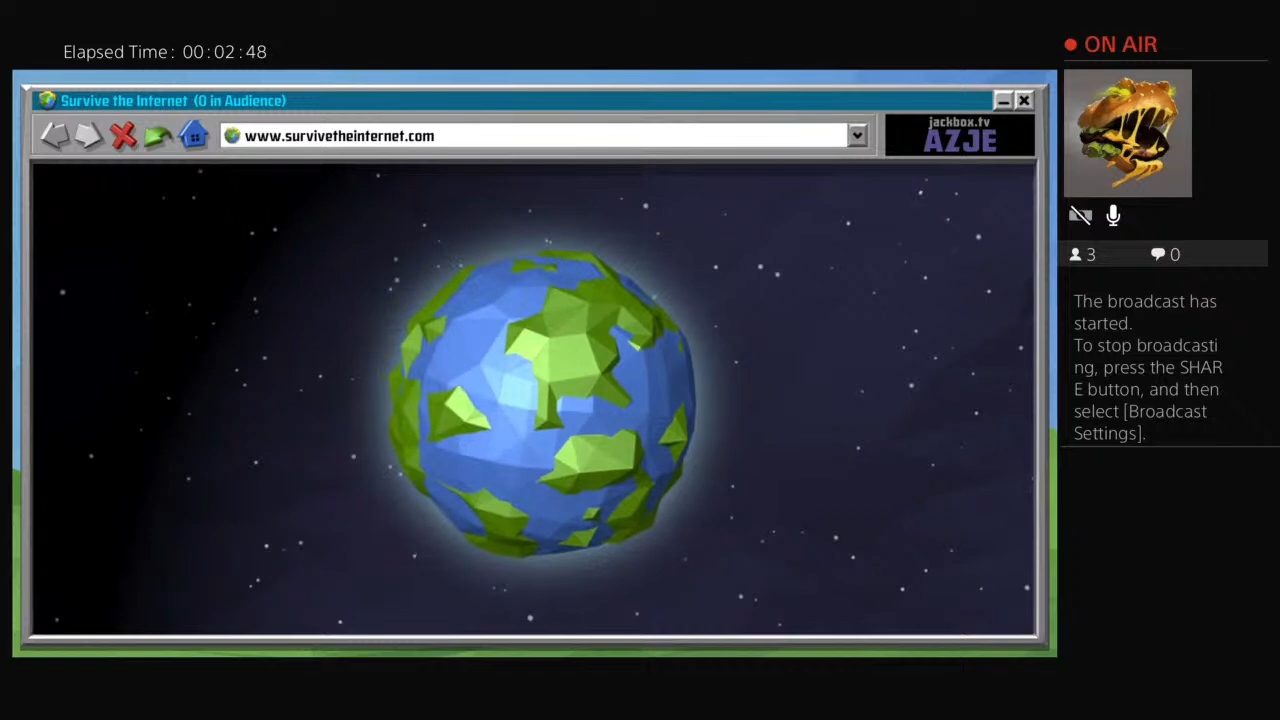 Elapsed Time: 00:02:48
ON AIR
Survive the Internet (0 in Audience)
www.survivetheinternet.com
jackbox.tv
AZJE
3
0
The broadcast has
started.
To stop broadcasti
ng, press the SHAR
E button, and then
select [Broadcast
Settings].